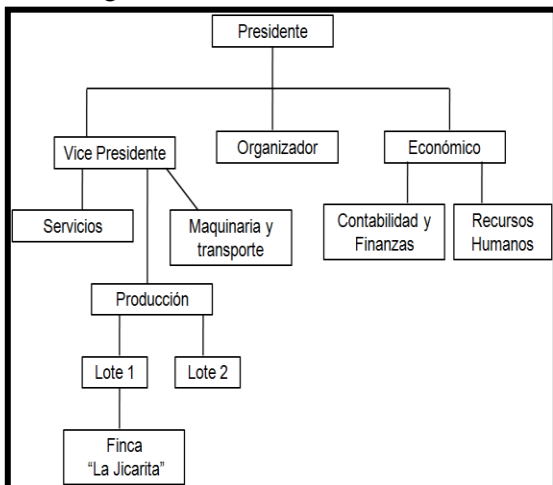 Presidente
Vice Presidente
Organizador
Económico
Servicios
Maquinaria y
transporte
Contabilidad y
Finanzas
Recursos
Humanos
Producción
Lote 1
Lote 2
Finca
“La Jicarita”